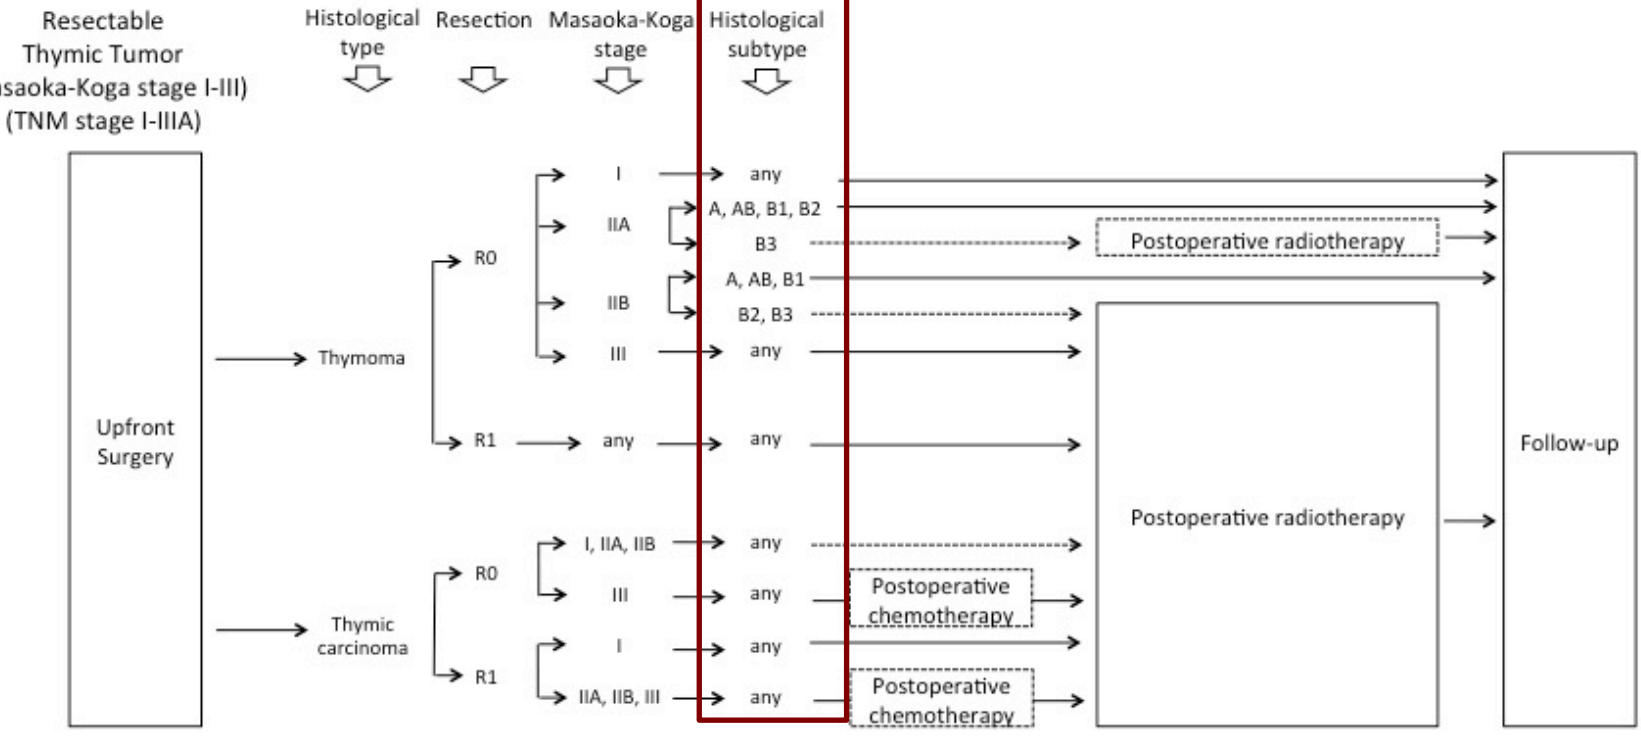 Resectable
Thymic Tumor
saoka-Koga stage I-III)
(TNM stage I-IIIA)
Histological
type
Resection
Masaoka-Koga
stage
Histological
subtype
Upfront
Surgery
Thymoma
R0
I
any
IIA
A, AB, B1, B2
B3
Postoperative radiotherapy
IIB
A, AB, B1
B2, B3
III
any
R1
any
any
Thymic
carcinoma
R0
I, IIA, IIB
any
III
any
Postoperative
chemotherapy
R1
I
any
IIA, IIB, III
any
Postoperative
chemotherapy
Postoperative radiotherapy
Follow-up